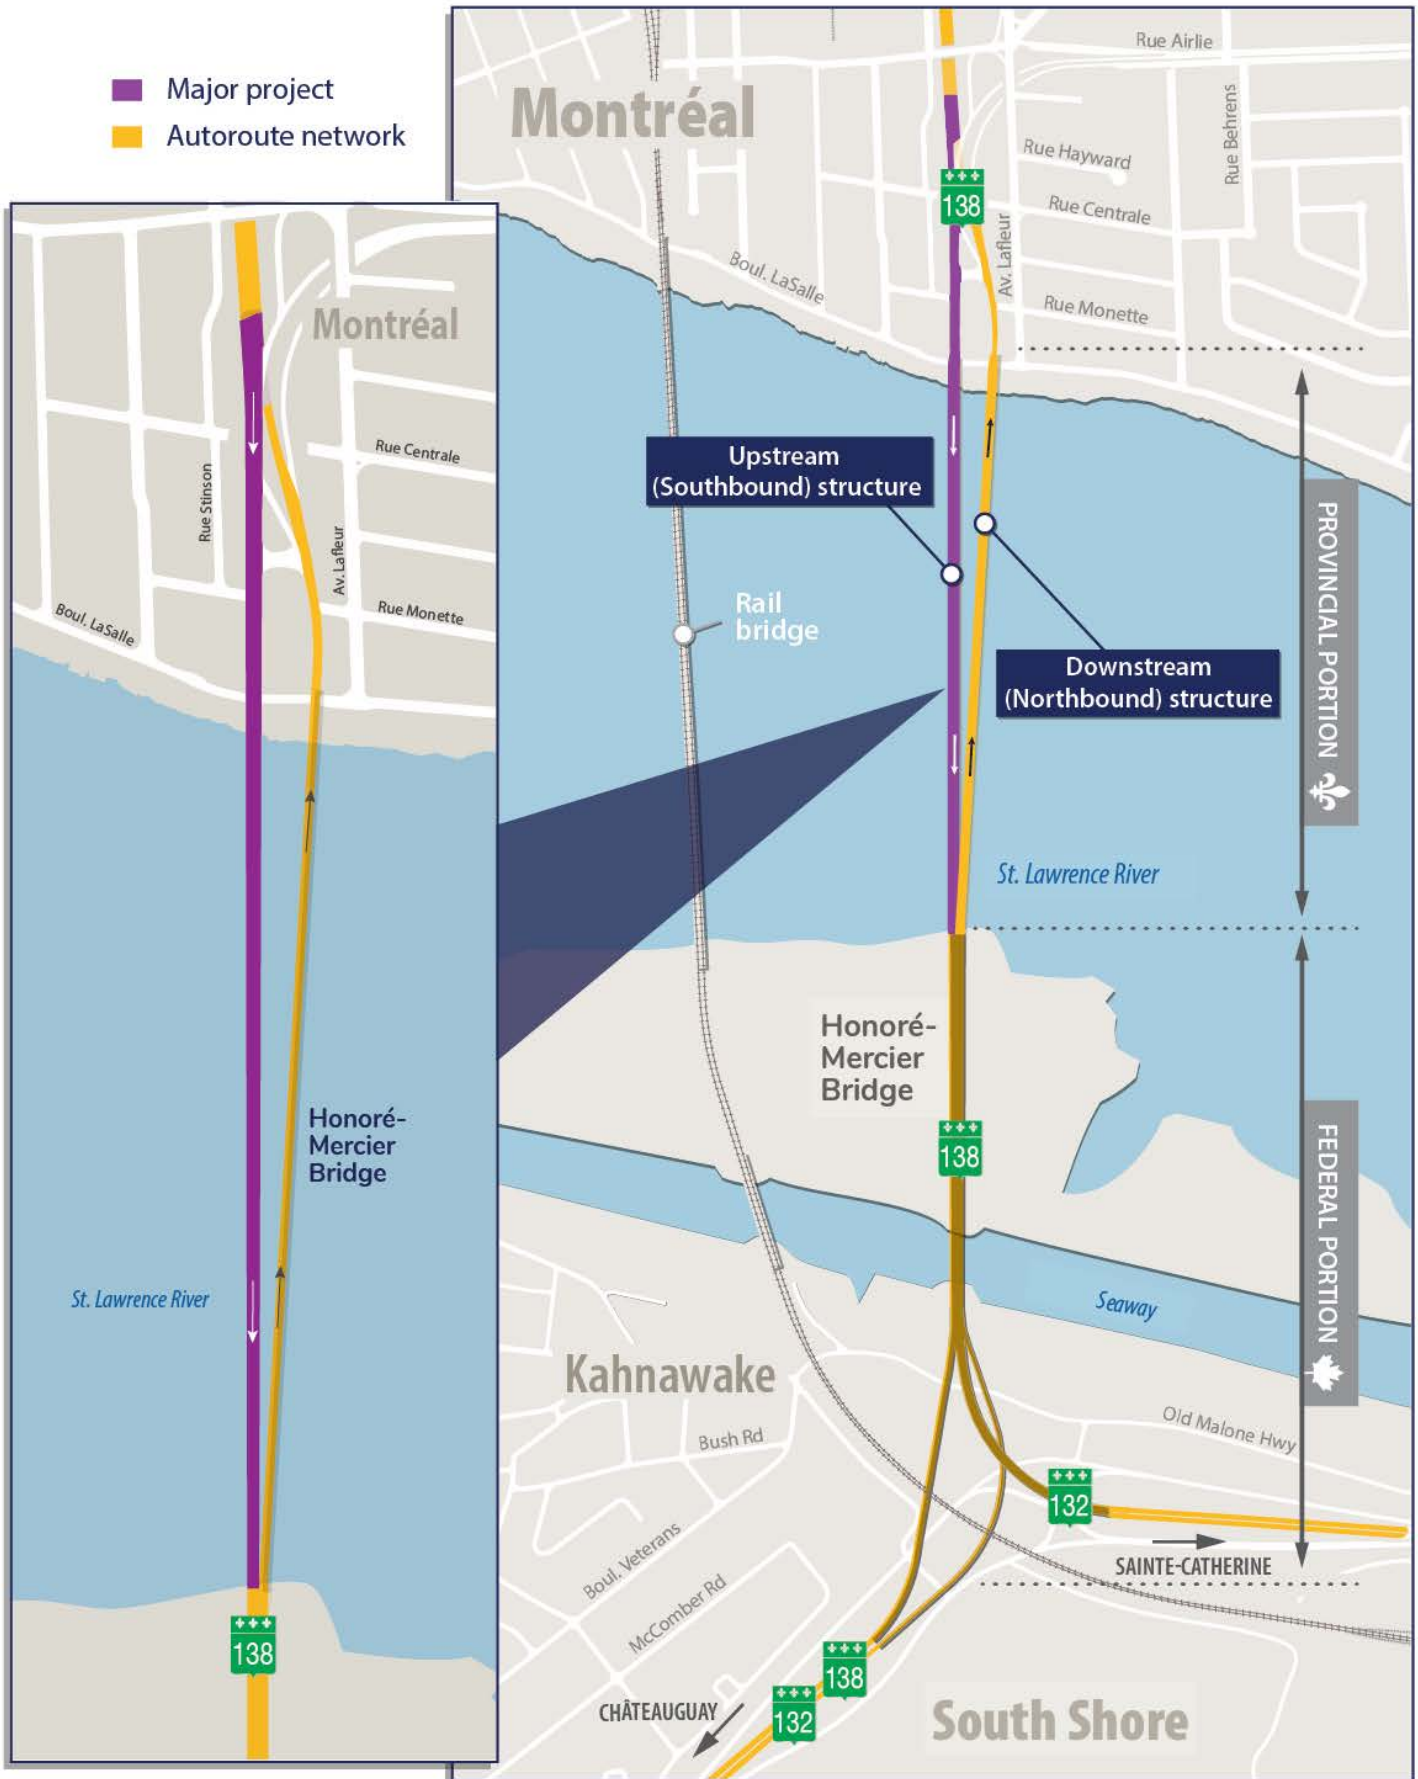 Major project
Autoroute network
Montréal
Rue Stinson
Rue Centrale
Av. Lafleur
Boul. LaSalle
Rue Monette
Honoré-
Mercier
Bridge
St. Lawrence River
138
Montréal
Rue Airlie
Rue Behrens
Rue Hayward
138
Rue Centrale
Av. Lafleur
Boul. LaSalle
Rue Monette
Upstream
(Southbound) structure
Rail
bridge
Downstream
(Northbound) structure
PROVINCIAL PORTION
St. Lawrence River
Honoré-
Mercier
Bridge
138
FEDERAL PORTION
Seaway
Kahnawake
Bush Rd
Old Malone Hwy
132
SAINTE-CATHERINE
Boul. Veterans
McComber Rd
138
CHÂTEAUGUAY
132
South Shore